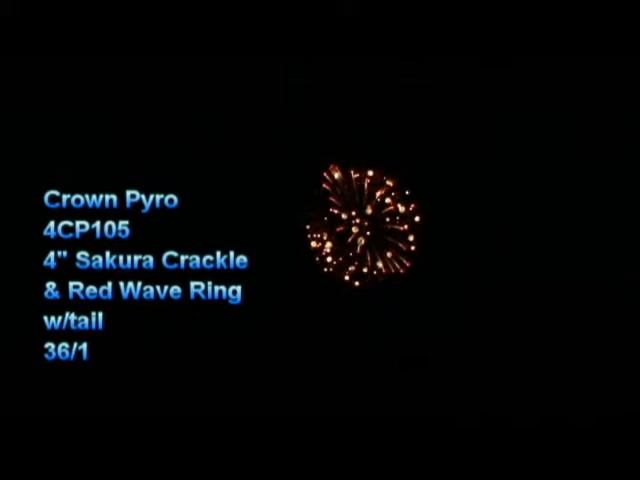 Crown Pyro
4CP105
4" Sakura Crackle
& Red Wave Ring
w/tail
36/1